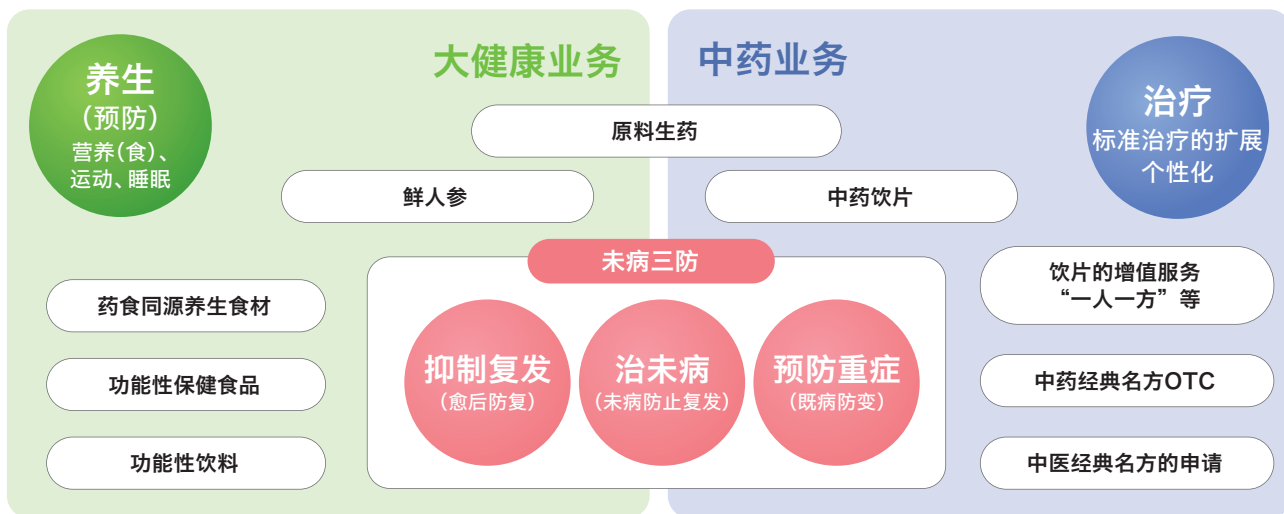 大健康业务
中药业务
养生
（预防）
营养（食）、
运动、睡眠
治疗
标准治疗的扩展
个性化
原料生药
鲜人参
中药饮片
未病三防
药食同源养生食材
功能性保健食品
功能性饮料
抑制复发
（愈后防复）
治未病
（未病防止复发）
预防重症
（既病防变）
饮片的增值服务
“一人一方”等
中药经典名方OTC
中医经典名方的申请